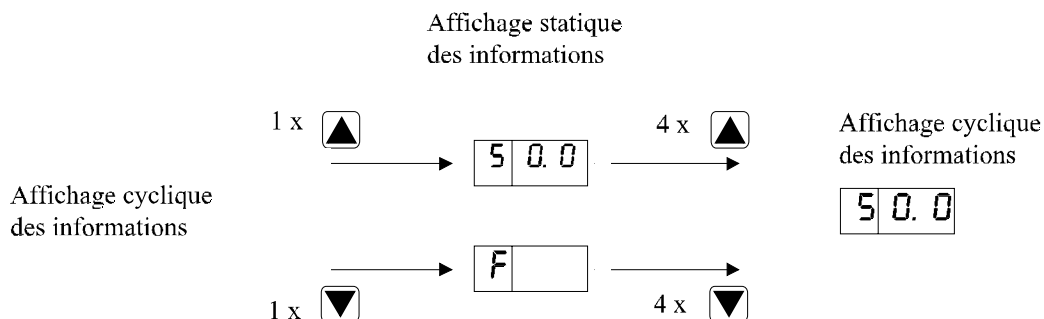 Affichage statique
des informations
1 x
4 x
Affichage cyclique
des informations
5 0.0
5 0.0
Affichage cyclique
des informations
F
1 x
4 x